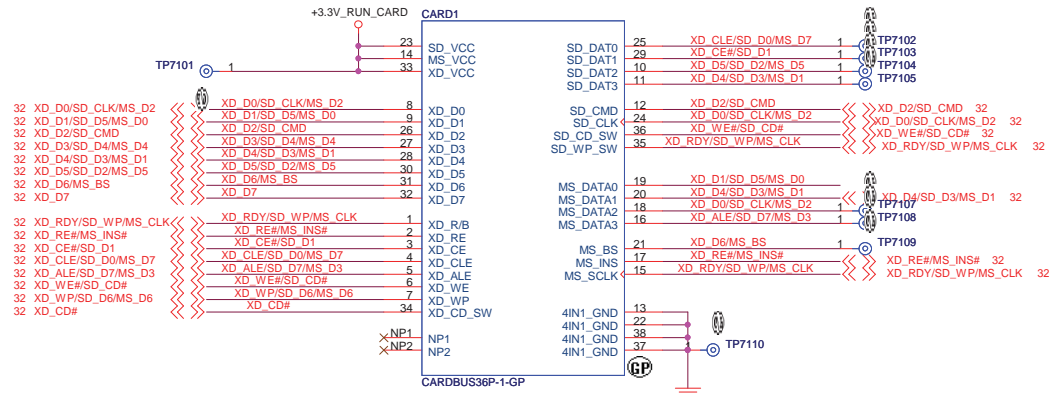 +3.3V_RUN_CARD
CARD1
23 SD_VCC
14 MS_VCC
33 XD_VCC
TP7101 1
SD_DAT0 25 XD_CLE/SD_D0/MS_D7 1 TP7102
SD_DAT1 29 XD_CE#/SD_D1 1 TP7103
SD_DAT2 10 XD_D5/SD_D2/MS_D5 1 TP7104
SD_DAT3 11 XD_D4/SD_D3/MS_D1 1 TP7105
32 XD_D0/SD_CLK/MS_D2 XD_D0/SD_CLK/MS_D2 8 XD_D0
32 XD_D1/SD_D5/MS_D0 XD_D1/SD_D5/MS_D0 9 XD_D1
32 XD_D2/SD_CMD XD_D2/SD_CMD 26 XD_D2
32 XD_D3/SD_D4/MS_D4 XD_D3/SD_D4/MS_D4 27 XD_D3
32 XD_D4/SD_D3/MS_D1 XD_D4/SD_D3/MS_D1 28 XD_D4
32 XD_D5/SD_D2/MS_D5 XD_D5/SD_D2/MS_D5 30 XD_D5
32 XD_D6/MS_BS XD_D6/MS_BS 31 XD_D6
32 XD_D7 XD_D7 32 XD_D7
SD_CMD 12 XD_D2/SD_CMD XD_D2/SD_CMD 32
SD_CLK 24 XD_D0/SD_CLK/MS_D2 XD_D0/SD_CLK/MS_D2 32
SD_CD_SW 36 XD_WE#/SD_CD# XD_WE#/SD_CD# 32
SD_WP_SW 35 XD_RDY/SD_WP/MS_CLK XD_RDY/SD_WP/MS_CLK 32
MS_DATA0 19 XD_D1/SD_D5/MS_D0
MS_DATA1 20 XD_D4/SD_D3/MS_D1 XD_D4/SD_D3/MS_D1 32
MS_DATA2 18 XD_D0/SD_CLK/MS_D2 1 TP7107
MS_DATA3 16 XD_ALE/SD_D7/MS_D3 1 TP7108
32 XD_RDY/SD_WP/MS_CLK XD_RDY/SD_WP/MS_CLK 1 XD_R/B
32 XD_RE#/MS_INS# XD_RE#/MS_INS# 2 XD_RE
32 XD_CE#/SD_D1 XD_CE#/SD_D1 3 XD_CE
32 XD_CLE/SD_D0/MS_D7 XD_CLE/SD_D0/MS_D7 4 XD_CLE
32 XD_ALE/SD_D7/MS_D3 XD_ALE/SD_D7/MS_D3 5 XD_ALE
32 XD_WE#/SD_CD# XD_WE#/SD_CD# 6 XD_WE
32 XD_WP/SD_D6/MS_D6 XD_WP/SD_D6/MS_D6 7 XD_WP
32 XD_CD# XD_CD# 34 XD_CD_SW
MS_BS 21 XD_D6/MS_BS 1 TP7109
MS_INS 17 XD_RE#/MS_INS# XD_RE#/MS_INS# 32
MS_SCLK 15 XD_RDY/SD_WP/MS_CLK XD_RDY/SD_WP/MS_CLK 32
4IN1_GND 13
4IN1_GND 22
4IN1_GND 38
4IN1_GND 37 1 TP7110
NP1 NP1
NP2 NP2
GP
CARDBUS36P-1-GP